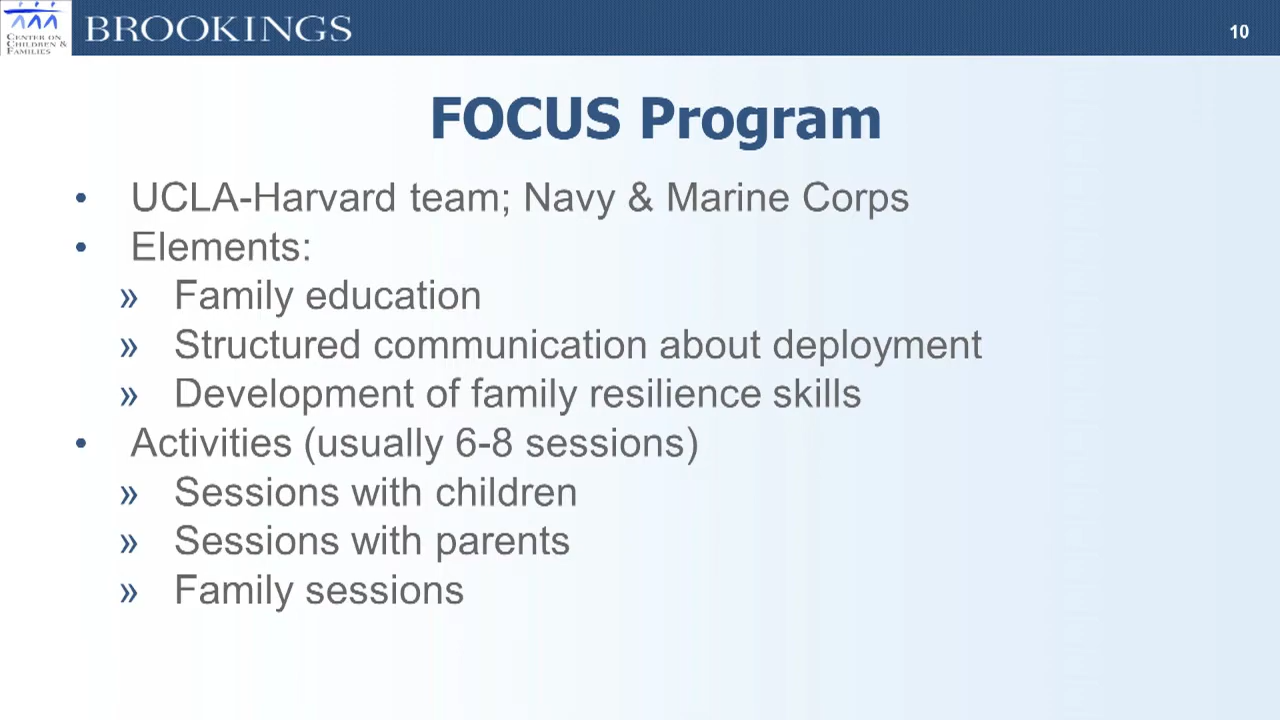 CENTER ON
CHILDREN &
FAMILIES
BROOKINGS
10
FOCUS Program
• UCLA-Harvard team; Navy & Marine Corps
• Elements:
» Family education
» Structured communication about deployment
» Development of family resilience skills
• Activities (usually 6-8 sessions)
» Sessions with children
» Sessions with parents
» Family sessions